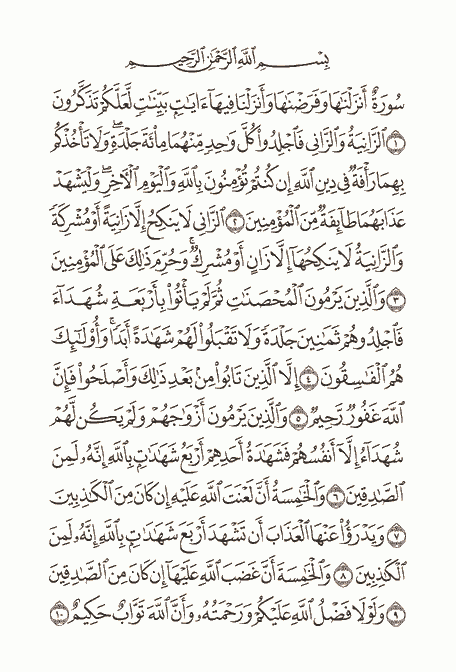 بِسْمِ ٱللَّهِ ٱلرَّحْمَٰنِ ٱلرَّحِيمِ
سُورَةٌ أَنزَلْنَٰهَا وَفَرَضْنَٰهَا وَأَنزَلْنَا فِيهَآ ءَايَٰتٍۭ بَيِّنَٰتٍ لَّعَلَّكُمْ تَذَكَّرُونَ
١ ٱلزَّانِيَةُ وَٱلزَّانِى فَٱجْلِدُوا۟ كُلَّ وَٰحِدٍ مِّنْهُمَا مِا۟ئَةَ جَلْدَةٍ ۖ وَلَا تَأْخُذْكُم
بِهِمَا رَأْفَةٌ فِى دِينِ ٱللَّهِ إِن كُنتُمْ تُؤْمِنُونَ بِٱللَّهِ وَٱلْيَوْمِ ٱلْءَاخِرِ ۖ وَلْيَشْهَدْ
عَذَابَهُمَا طَآئِفَةٌ مِّنَ ٱلْمُؤْمِنِينَ ٢ ٱلزَّانِى لَا يَنكِحُ إِلَّا زَانِيَةً أَوْ مُشْرِكَةً
وَٱلزَّانِيَةُ لَا يَنكِحُهَآ إِلَّا زَانٍ أَوْ مُشْرِكٌ ۚ وَحُرِّمَ ذَٰلِكَ عَلَى ٱلْمُؤْمِنِينَ
٣ وَٱلَّذِينَ يَرْمُونَ ٱلْمُحْصَنَٰتِ ثُمَّ لَمْ يَأْتُوا۟ بِأَرْبَعَةِ شُهَدَآءَ
فَٱجْلِدُوهُمْ ثَمَٰنِينَ جَلْدَةً وَلَا تَقْبَلُوا۟ لَهُمْ شَهَٰدَةً أَبَدًا ۚ وَأُو۟لَٰٓئِكَ
هُمُ ٱلْفَٰسِقُونَ ٤ إِلَّا ٱلَّذِينَ تَابُوا۟ مِنۢ بَعْدِ ذَٰلِكَ وَأَصْلَحُوا۟ فَإِنَّ
ٱللَّهَ غَفُورٌ رَّحِيمٌ ٥ وَٱلَّذِينَ يَرْمُونَ أَزْوَٰجَهُمْ وَلَمْ يَكُن لَّهُمْ
شُهَدَآءُ إِلَّآ أَنفُسُهُمْ فَشَهَٰدَةُ أَحَدِهِمْ أَرْبَعُ شَهَٰدَٰتٍۭ بِٱللَّهِ إِنَّهُۥ لَمِنَ
ٱلصَّٰدِقِينَ ٦ وَٱلْخَٰمِسَةُ أَنَّ لَعْنَتَ ٱللَّهِ عَلَيْهِ إِن كَانَ مِنَ ٱلْكَٰذِبِينَ
٧ وَيَدْرَؤُا۟ عَنْهَا ٱلْعَذَابَ أَن تَشْهَدَ أَرْبَعَ شَهَٰدَٰتٍۭ بِٱللَّهِ إِنَّهُۥ لَمِنَ
ٱلْكَٰذِبِينَ ٨ وَٱلْخَٰمِسَةَ أَنَّ غَضَبَ ٱللَّهِ عَلَيْهَآ إِن كَانَ مِنَ ٱلصَّٰدِقِينَ
٩ وَلَوْلَا فَضْلُ ٱللَّهِ عَلَيْكُمْ وَرَحْمَتُهُۥ وَأَنَّ ٱللَّهَ تَوَّابٌ حَكِيمٌ ١٠